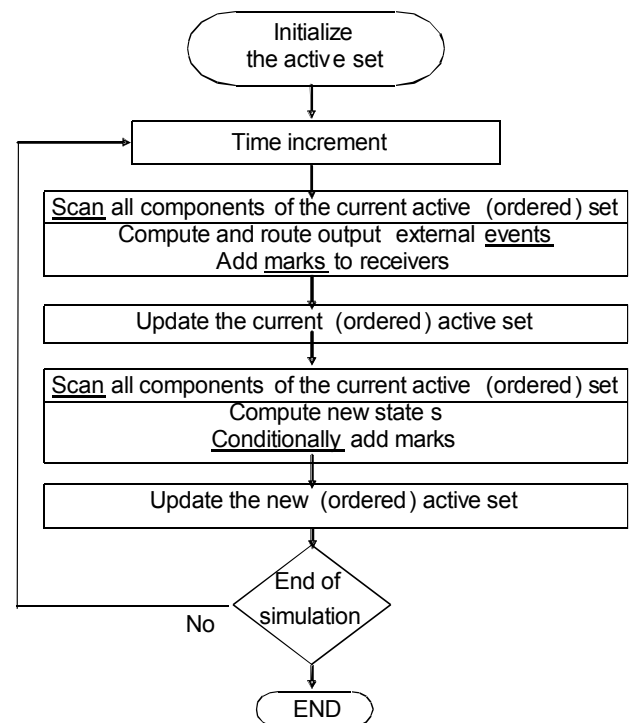 Initialize
the active set
Time increment
Scan all components of the current active (ordered) set
Compute and route output external events
Add marks to receivers
Update the current (ordered) active set
Scan all components of the current active (ordered) set
Compute new state s
Conditionally add marks
Update the new (ordered) active set
End of
simulation
No
END